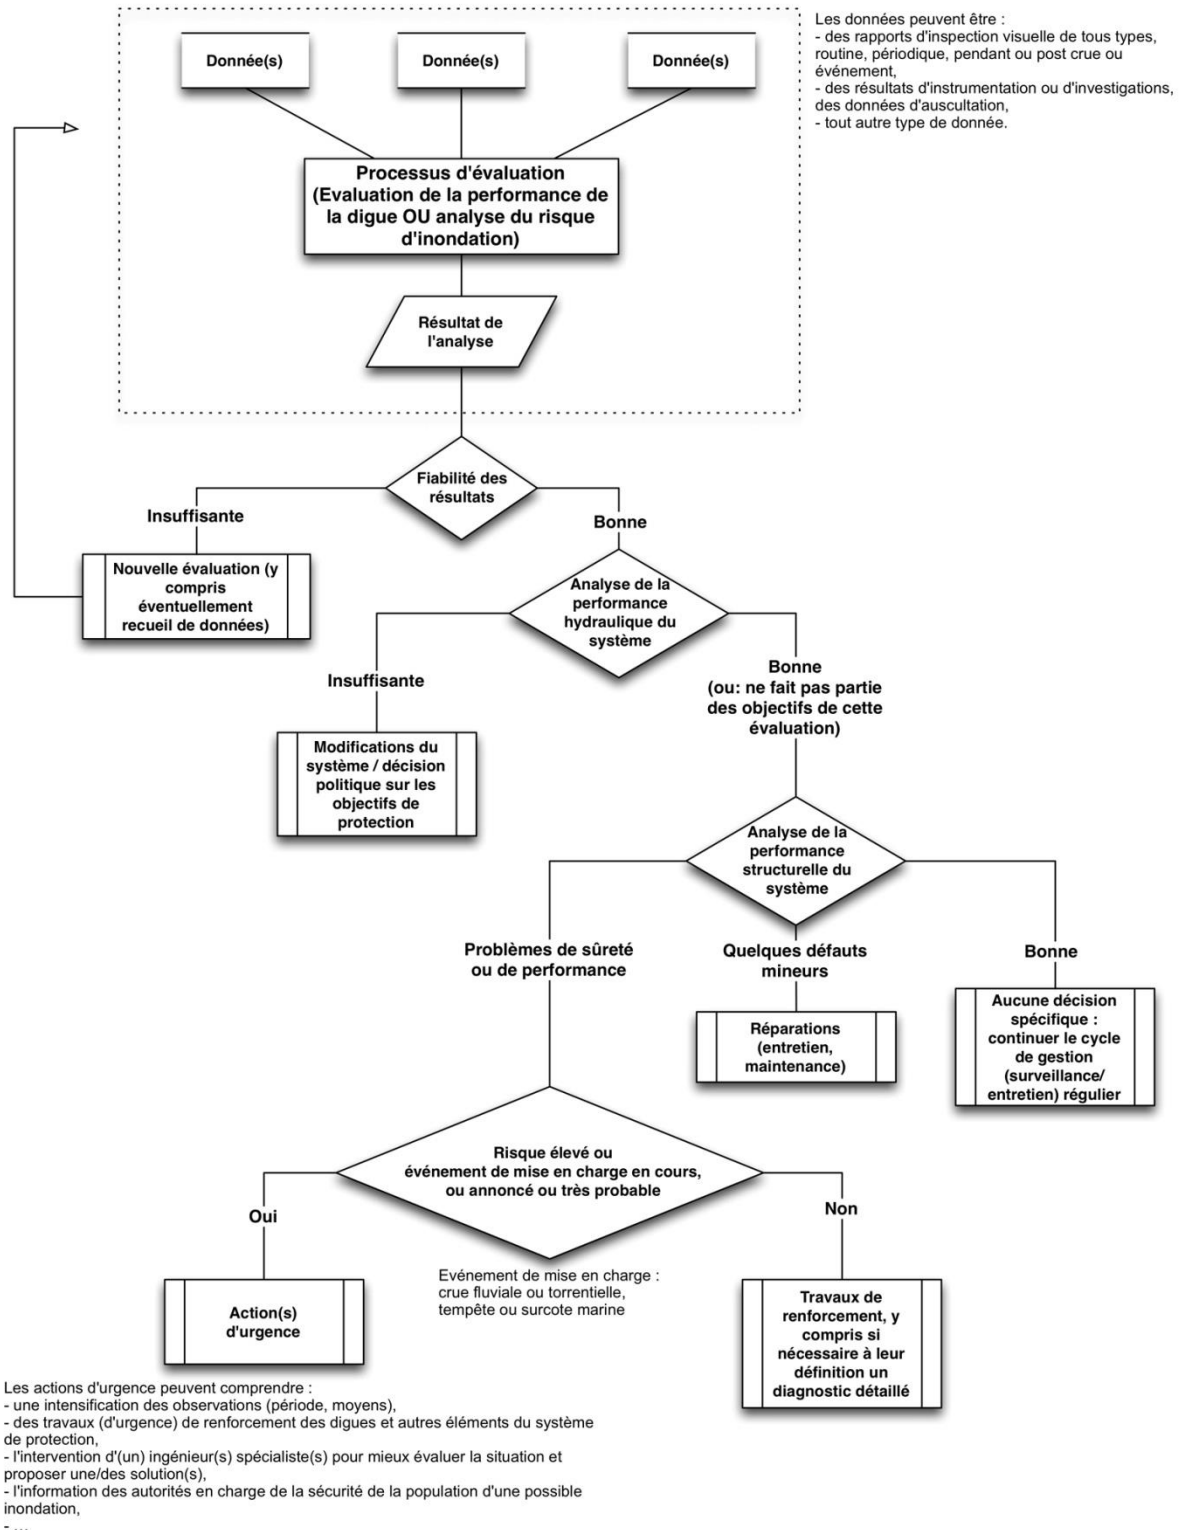 Les données peuvent être :
- des rapports d'inspection visuelle de tous types,
routine, périodique, pendant ou post crue ou
événement,
- des résultats d'instrumentation ou d'investigations,
des données d'auscultation,
- tout autre type de donnée.
Donnée(s)
Donnée(s)
Donnée(s)
Processus d'évaluation
(Evaluation de la performance de
la digue OU analyse du risque
d'inondation)
Résultat de
l'analyse
Fiabilité des
résultats
Insuffisante
Bonne
Nouvelle évaluation (y
compris
éventuellement
recueil de données)
Analyse de la
performance
hydraulique du
système
Insuffisante
Bonne
(ou: ne fait pas partie
des objectifs de cette
évaluation)
Modifications du
système / décision
politique sur les
objectifs de
protection
Analyse de la
performance
structurelle du
système
Problèmes de sûreté
ou de performance
Quelques défauts
mineurs
Bonne
Réparations
(entretien,
maintenance)
Aucune décision
spécifique :
continuer le cycle
de gestion
(surveillance/
entretien) régulier
Risque élevé ou
événement de mise en charge en cours,
ou annoncé ou très probable
Oui
Non
Evénement de mise en charge :
crue fluviale ou torrentielle,
tempête ou surcote marine
Action(s)
d'urgence
Travaux de
renforcement, y
compris si
nécessaire à leur
définition un
diagnostic détaillé
Les actions d'urgence peuvent comprendre :
- une intensification des observations (période, moyens),
- des travaux (d'urgence) de renforcement des digues et autres éléments du système
de protection,
- l'intervention d'(un) ingénieur(s) spécialiste(s) pour mieux évaluer la situation et
proposer une/des solution(s),
- l'information des autorités en charge de la sécurité de la population d'une possible
inondation,
- ...